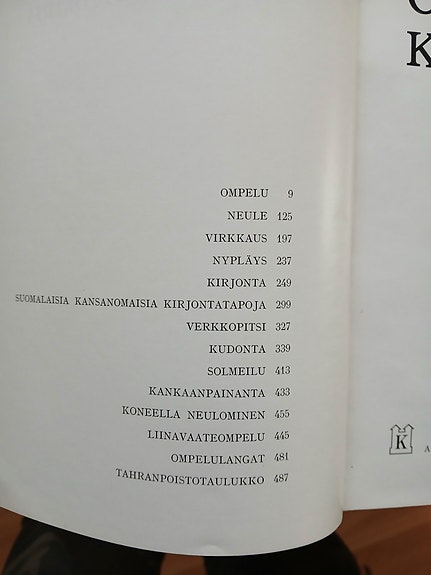 OMPELU 9
NEULE 125
VIRKKAUS 197
NYPLÄYS 237
KIRJONTA 249
SUOMALAISIA KANSANOMAISIA KIRJONTATAPOJA 299
VERKKOPITSI 327
KUDONTA 339
SOLMEILU 413
KANKAANPAINANTA 433
KONEELLA NEULOMINEN 455
LIINAVAATEOMPELU 445
OMPELULANGAT 481
TAHRANPOISTOTAULUKKO 487
K
K
A